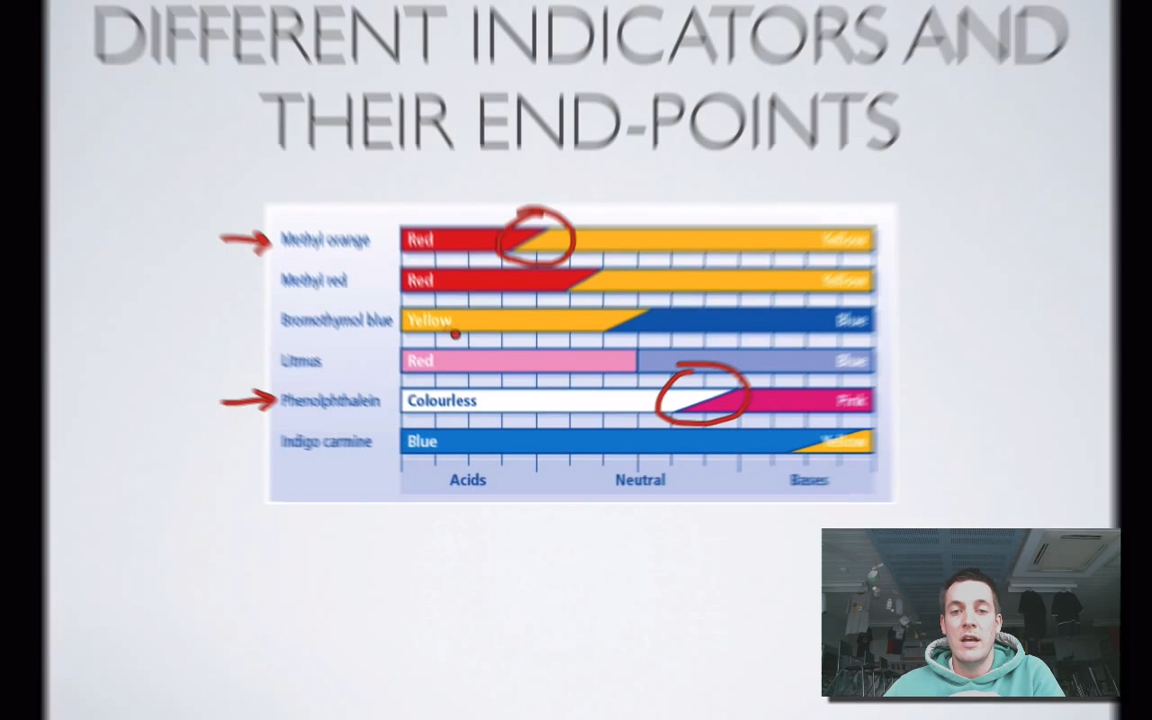 DIFFERENT INDICATORS AND
THEIR END-POINTS
Methyl orange Red Yellow
Methyl red Red Yellow
Bromothymol blue Yellow Blue
Litmus Red Blue
Phenolphthalein Colourless Pink
Indigo carmine Blue Yellow
Acids Neutral Bases